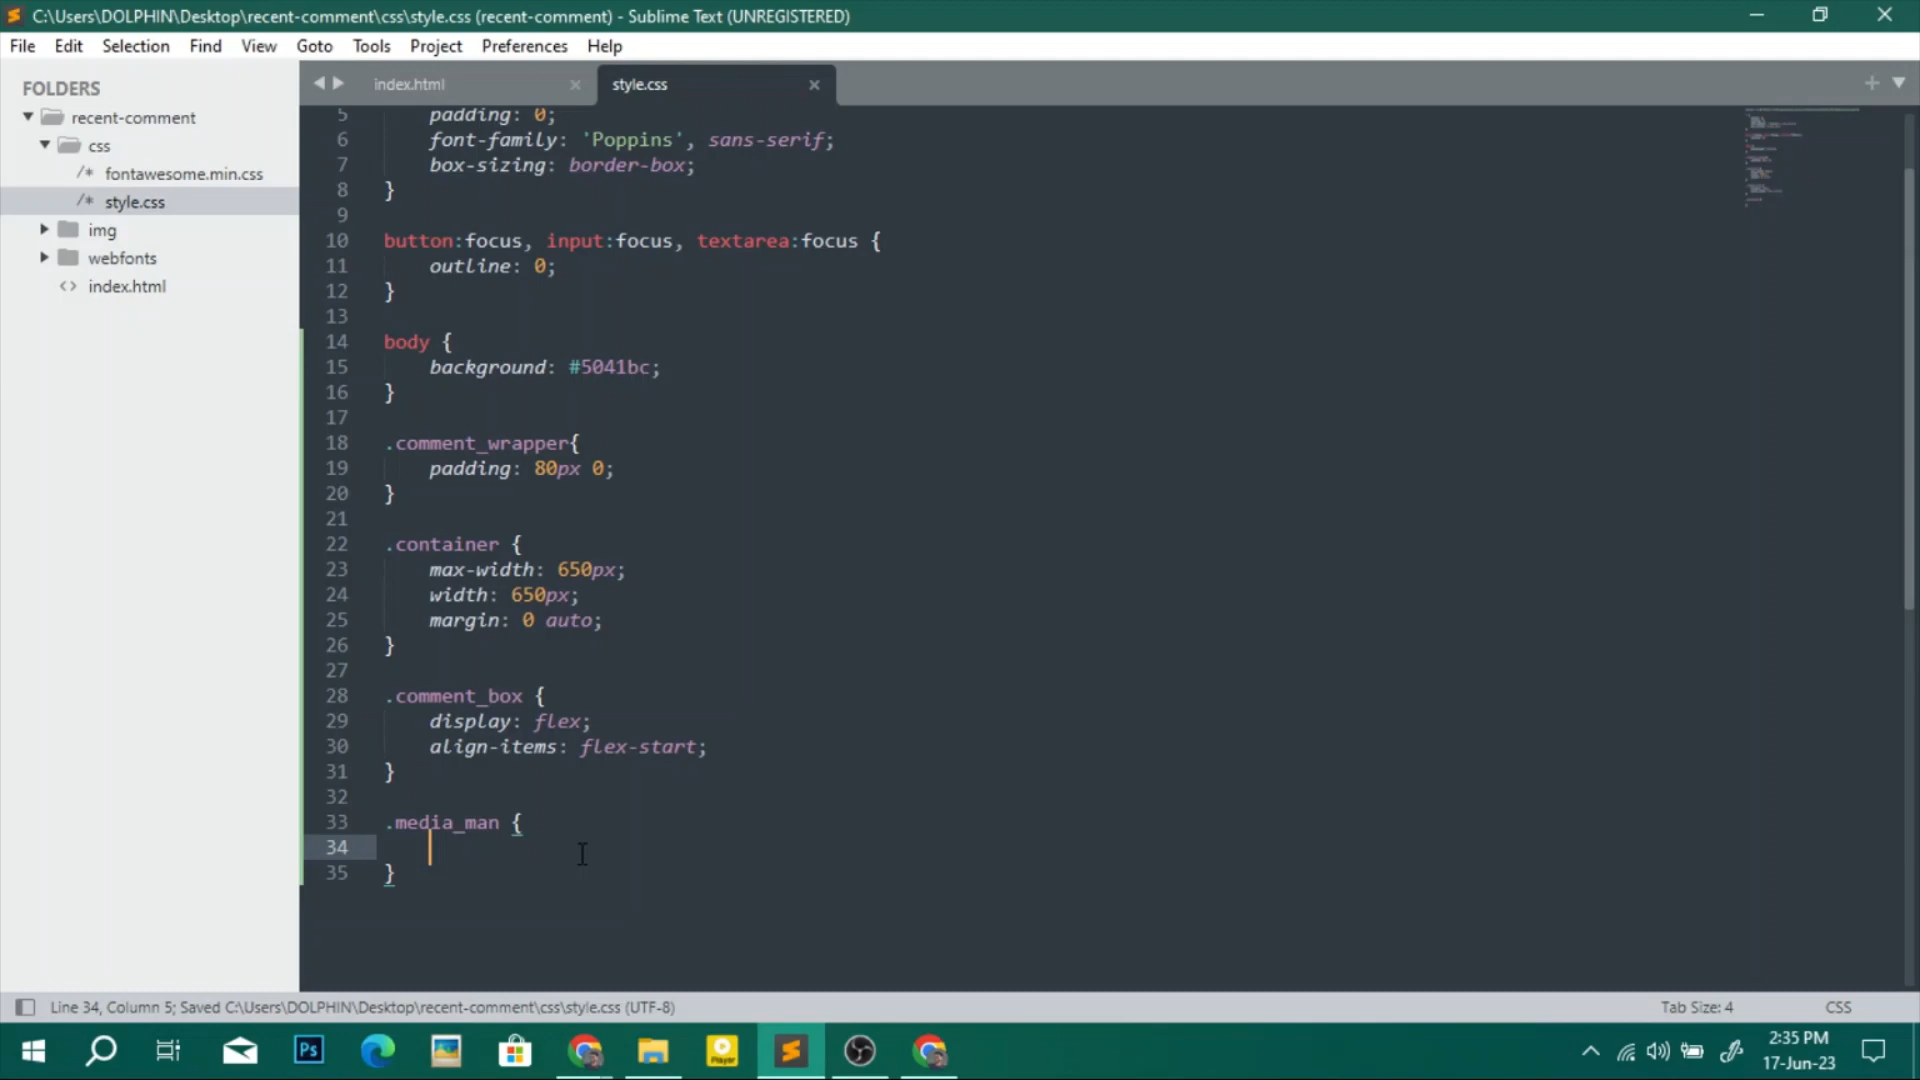 C:\Users\DOLPHIN\Desktop\recent-comment\css\style.css (recent-comment) - Sublime Text (UNREGISTERED)
File Edit Selection Find View Goto Tools Project Preferences Help
FOLDERS
recent-comment
css
/* fontawesome.min.css
/* style.css
img
webfonts
<> index.html
index.html
style.css
5 padding: 0;
6 font-family: 'Poppins', sans-serif;
7 box-sizing: border-box;
8 }
9
10 button:focus, input:focus, textarea:focus {
11 outline: 0;
12 }
13
14 body {
15 background: #5041bc;
16 }
17
18 .comment_wrapper{
19 padding: 80px 0;
20 }
21
22 .container {
23 max-width: 650px;
24 width: 650px;
25 margin: 0 auto;
26 }
27
28 .comment_box {
29 display: flex;
30 align-items: flex-start;
31 }
32
33 .media_man {
34
35 }
Line 34, Column 5; Saved C:\Users\DOLPHIN\Desktop\recent-comment\css\style.css (UTF-8)
Tab Size: 4
CSS
Ps
Player
2:35 PM
17-Jun-23